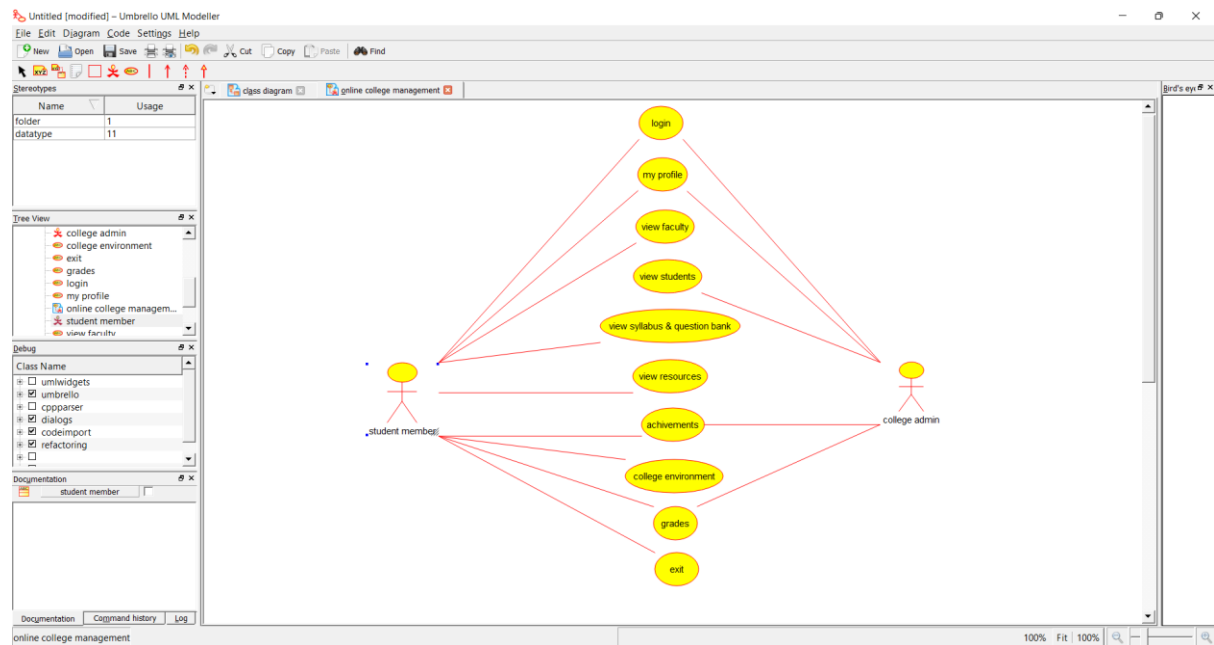 Untitled [modified] – Umbrello UML Modeller
File Edit Diagram Code Settings Help
New Open Save Cut Copy Paste Find
XYZ
Stereotypes
class diagram online college management
Bird's eye
Name Usage
folder 1
datatype 11
Tree View
college admin
college environment
exit
grades
login
my profile
online college managem...
student member
view faculty
Debug
Class Name
umlwidgets
umbrello
cppparser
dialogs
codeimport
refactoring
Documentation
student member
Documentation Command history Log
login
my profile
view faculty
view students
view syllabus & question bank
view resources
achivements
college environment
grades
exit
student member
college admin
online college management
100% Fit 100%